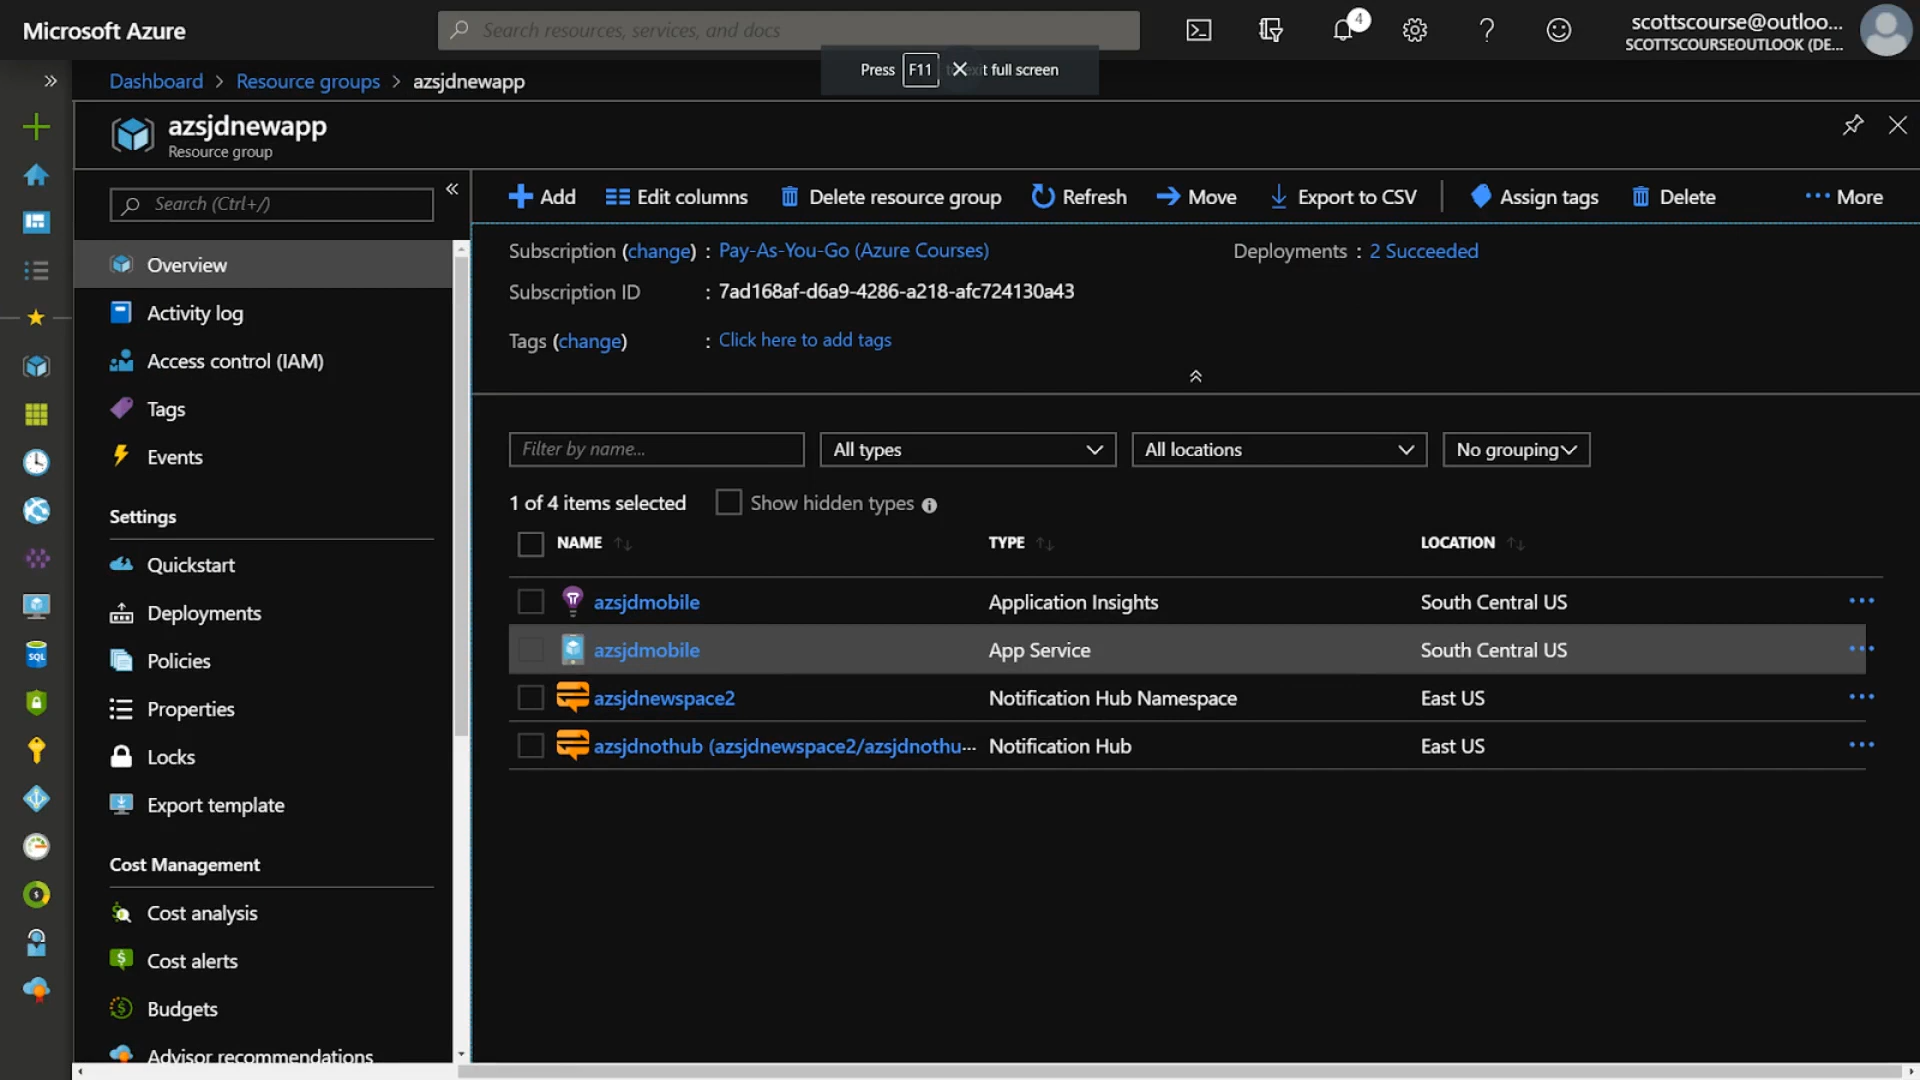 Microsoft Azure
Search resources, services, and docs
4
scottscourse@outloo...
SCOTTSCOURSEOUTLOOK (DE...
Press F11 to exit full screen
Dashboard > Resource groups > azsjdnewapp
azsjdnewapp
Resource group
Search (Ctrl+/)
Overview
Activity log
Access control (IAM)
Tags
Events
Settings
Quickstart
Deployments
Policies
Properties
Locks
Export template
Cost Management
Cost analysis
Cost alerts
Budgets
Advisor recommendations
Add Edit columns Delete resource group Refresh Move Export to CSV Assign tags Delete ... More
Subscription (change) : Pay-As-You-Go (Azure Courses)
Deployments : 2 Succeeded
Subscription ID : 7ad168af-d6a9-4286-a218-afc724130a43
Tags (change) : Click here to add tags
Filter by name... All types All locations No grouping
1 of 4 items selected Show hidden types
NAME TYPE LOCATION
azsjdmobile Application Insights South Central US ...
azsjdmobile App Service South Central US ...
azsjdnewspace2 Notification Hub Namespace East US ...
azsjdnothub (azsjdnewspace2/azsjdnothu... Notification Hub East US ...
SQL